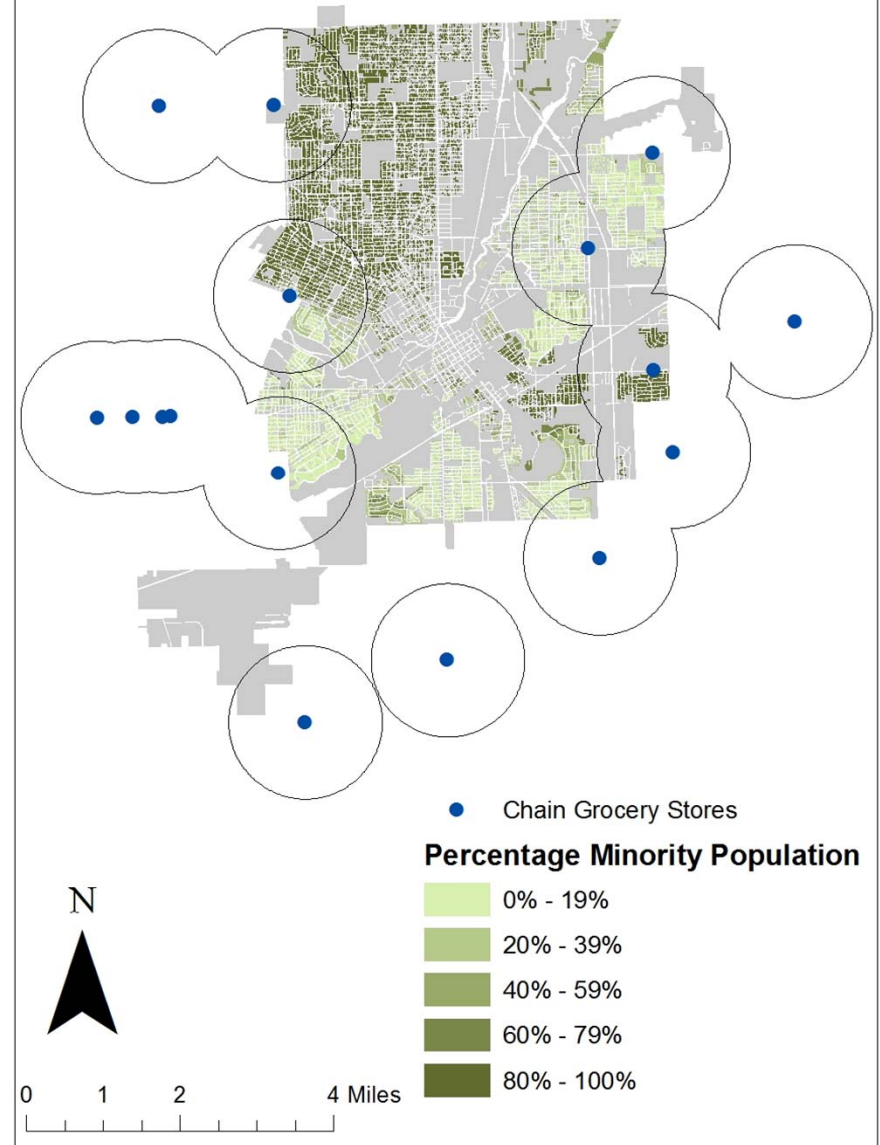 Chain Grocery Stores
Percentage Minority Population
0% - 19%
20% - 39%
40% - 59%
60% - 79%
80% - 100%
N
0 1 2 4 Miles